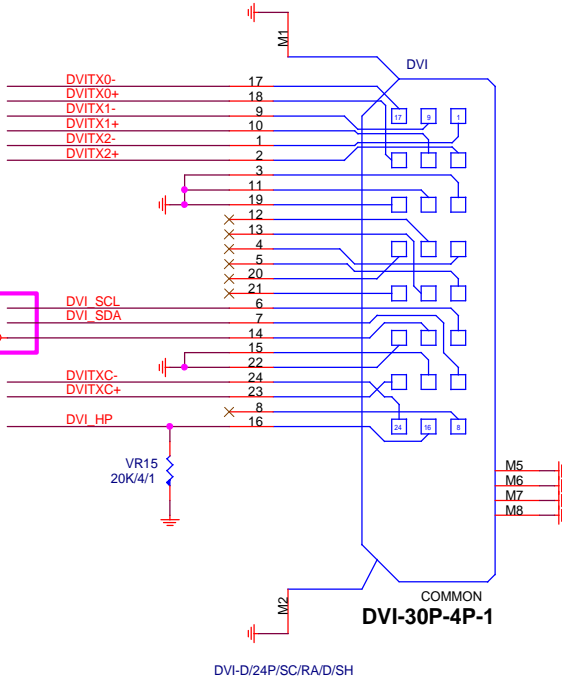 M1
DVI
DVITX0- 17
DVITX0+ 18
DVITX1- 9
DVITX1+ 10
DVITX2- 1
DVITX2+ 2
3
11
19
12
13
4
5
20
21
DVI_SCL 6
DVI_SDA 7
14
15
22
DVITXC- 24
DVITXC+ 23
8
DVI_HP 16
17 9 1
24 16 8
VR15
20K/4/1
M5
M6
M7
M8
M2
COMMON
DVI-30P-4P-1
DVI-D/24P/SC/RA/D/SH